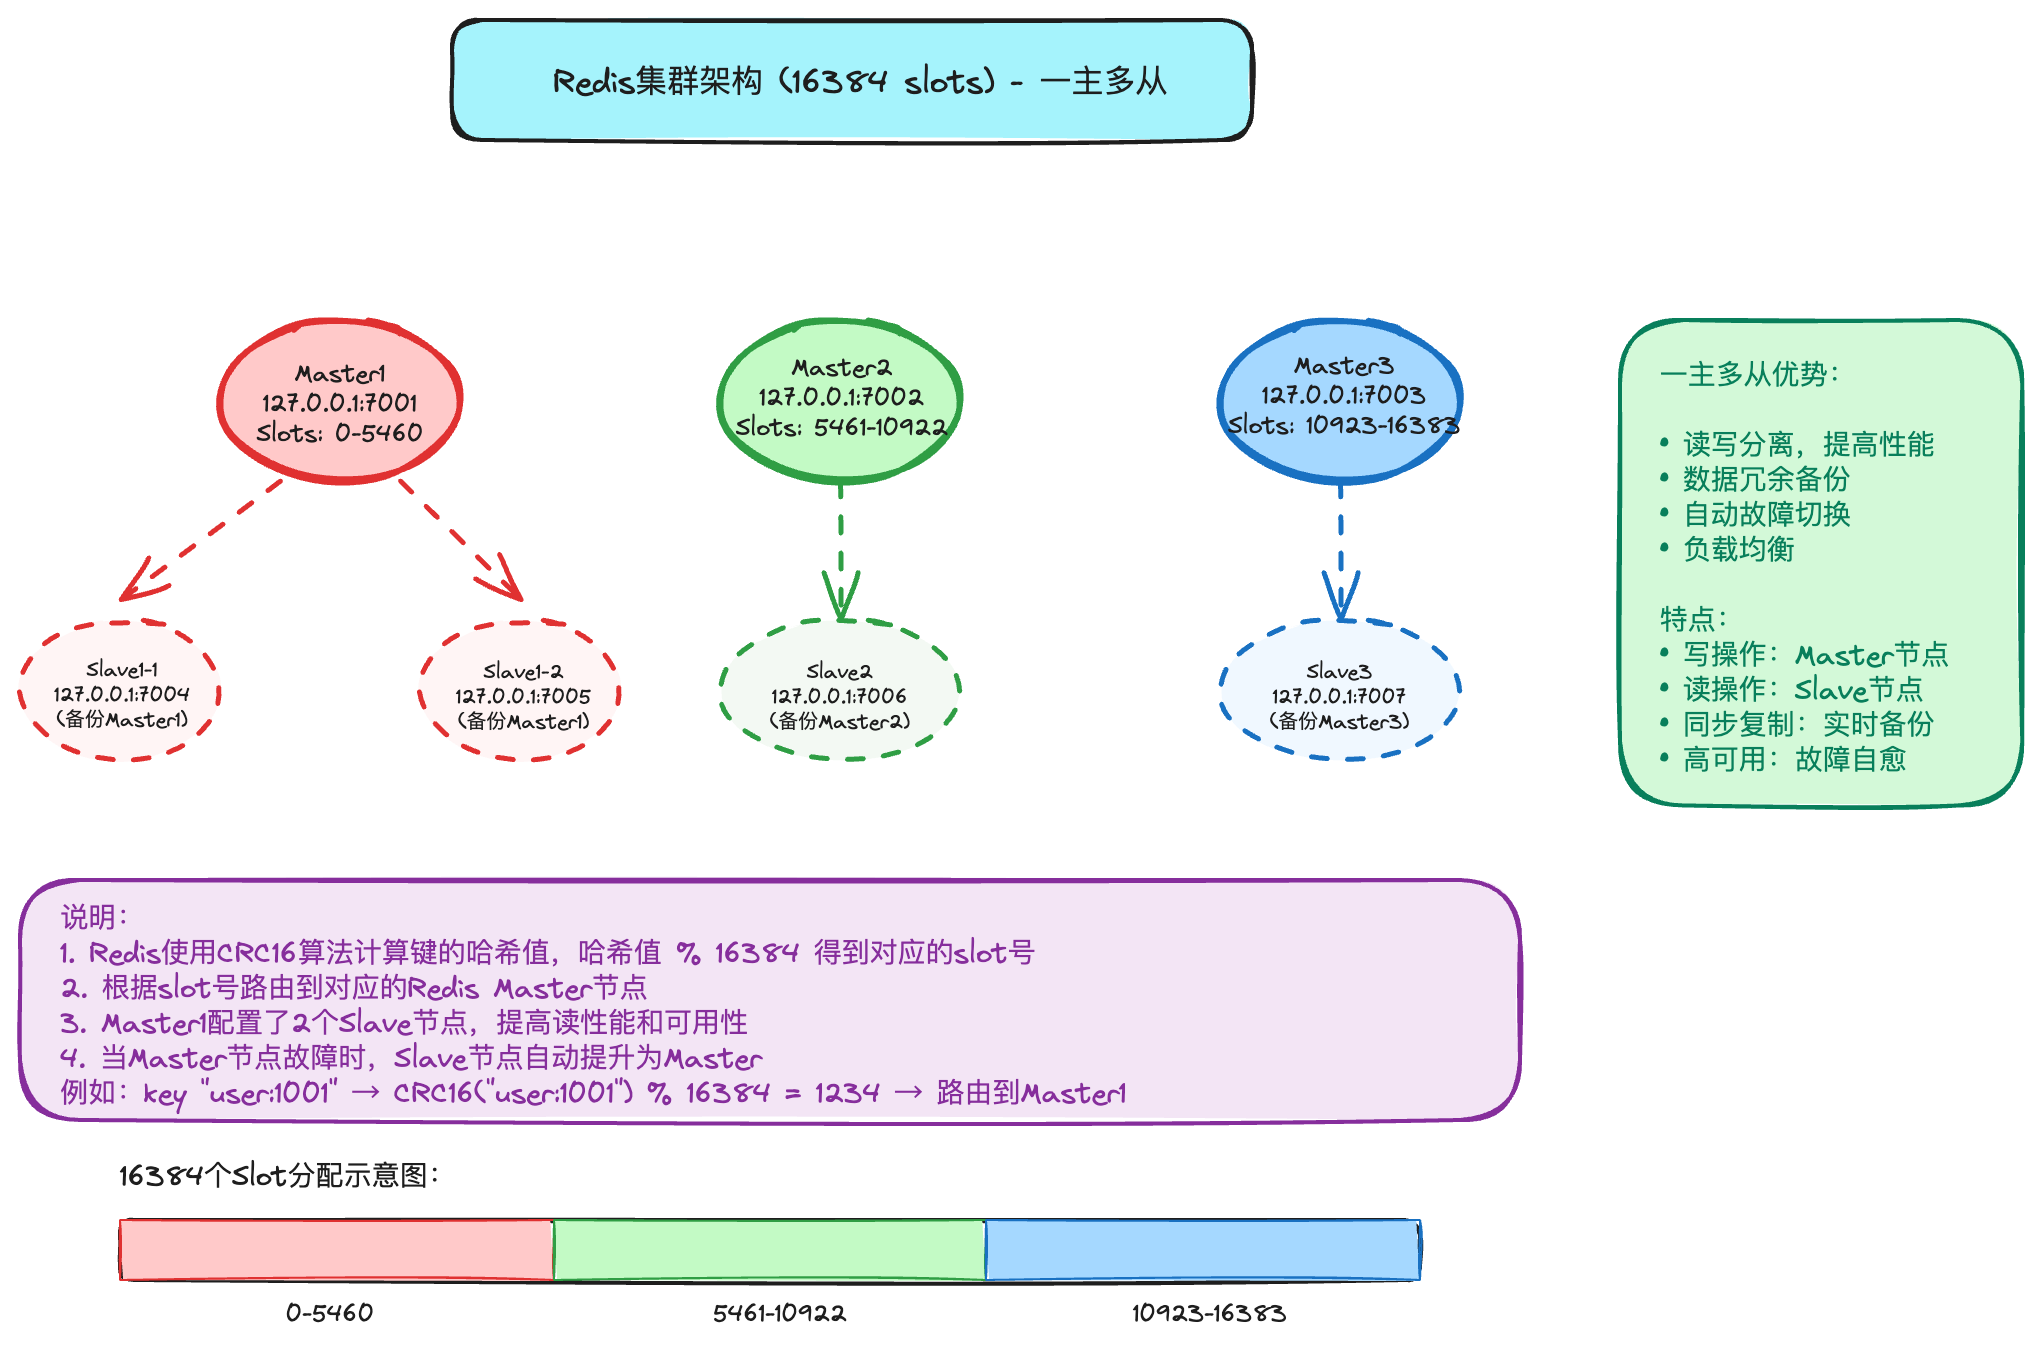 Redis集群架构 (16384 slots) - 一主多从
Master1
127.0.0.1:7001
Slots: 0-5460
Master2
127.0.0.1:7002
Slots: 5461-10922
Master3
127.0.0.1:7003
Slots: 10923-16383
Slave1-1
127.0.0.1:7004
(备份Master1)
Slave1-2
127.0.0.1:7005
(备份Master1)
Slave2
127.0.0.1:7006
(备份Master2)
Slave3
127.0.0.1:7007
(备份Master3)
一主多从优势：
• 读写分离，提高性能
• 数据冗余备份
• 自动故障切换
• 负载均衡
特点：
• 写操作：Master节点
• 读操作：Slave节点
• 同步复制：实时备份
• 高可用：故障自愈
说明：
1. Redis使用CRC16算法计算键的哈希值，哈希值 % 16384 得到对应的slot号
2. 根据slot号路由到对应的Redis Master节点
3. Master1配置了2个Slave节点，提高读性能和可用性
4. 当Master节点故障时，Slave节点自动提升为Master
例如：key "user:1001" → CRC16("user:1001") % 16384 = 1234 → 路由到Master1
16384个Slot分配示意图：
0-5460
5461-10922
10923-16383